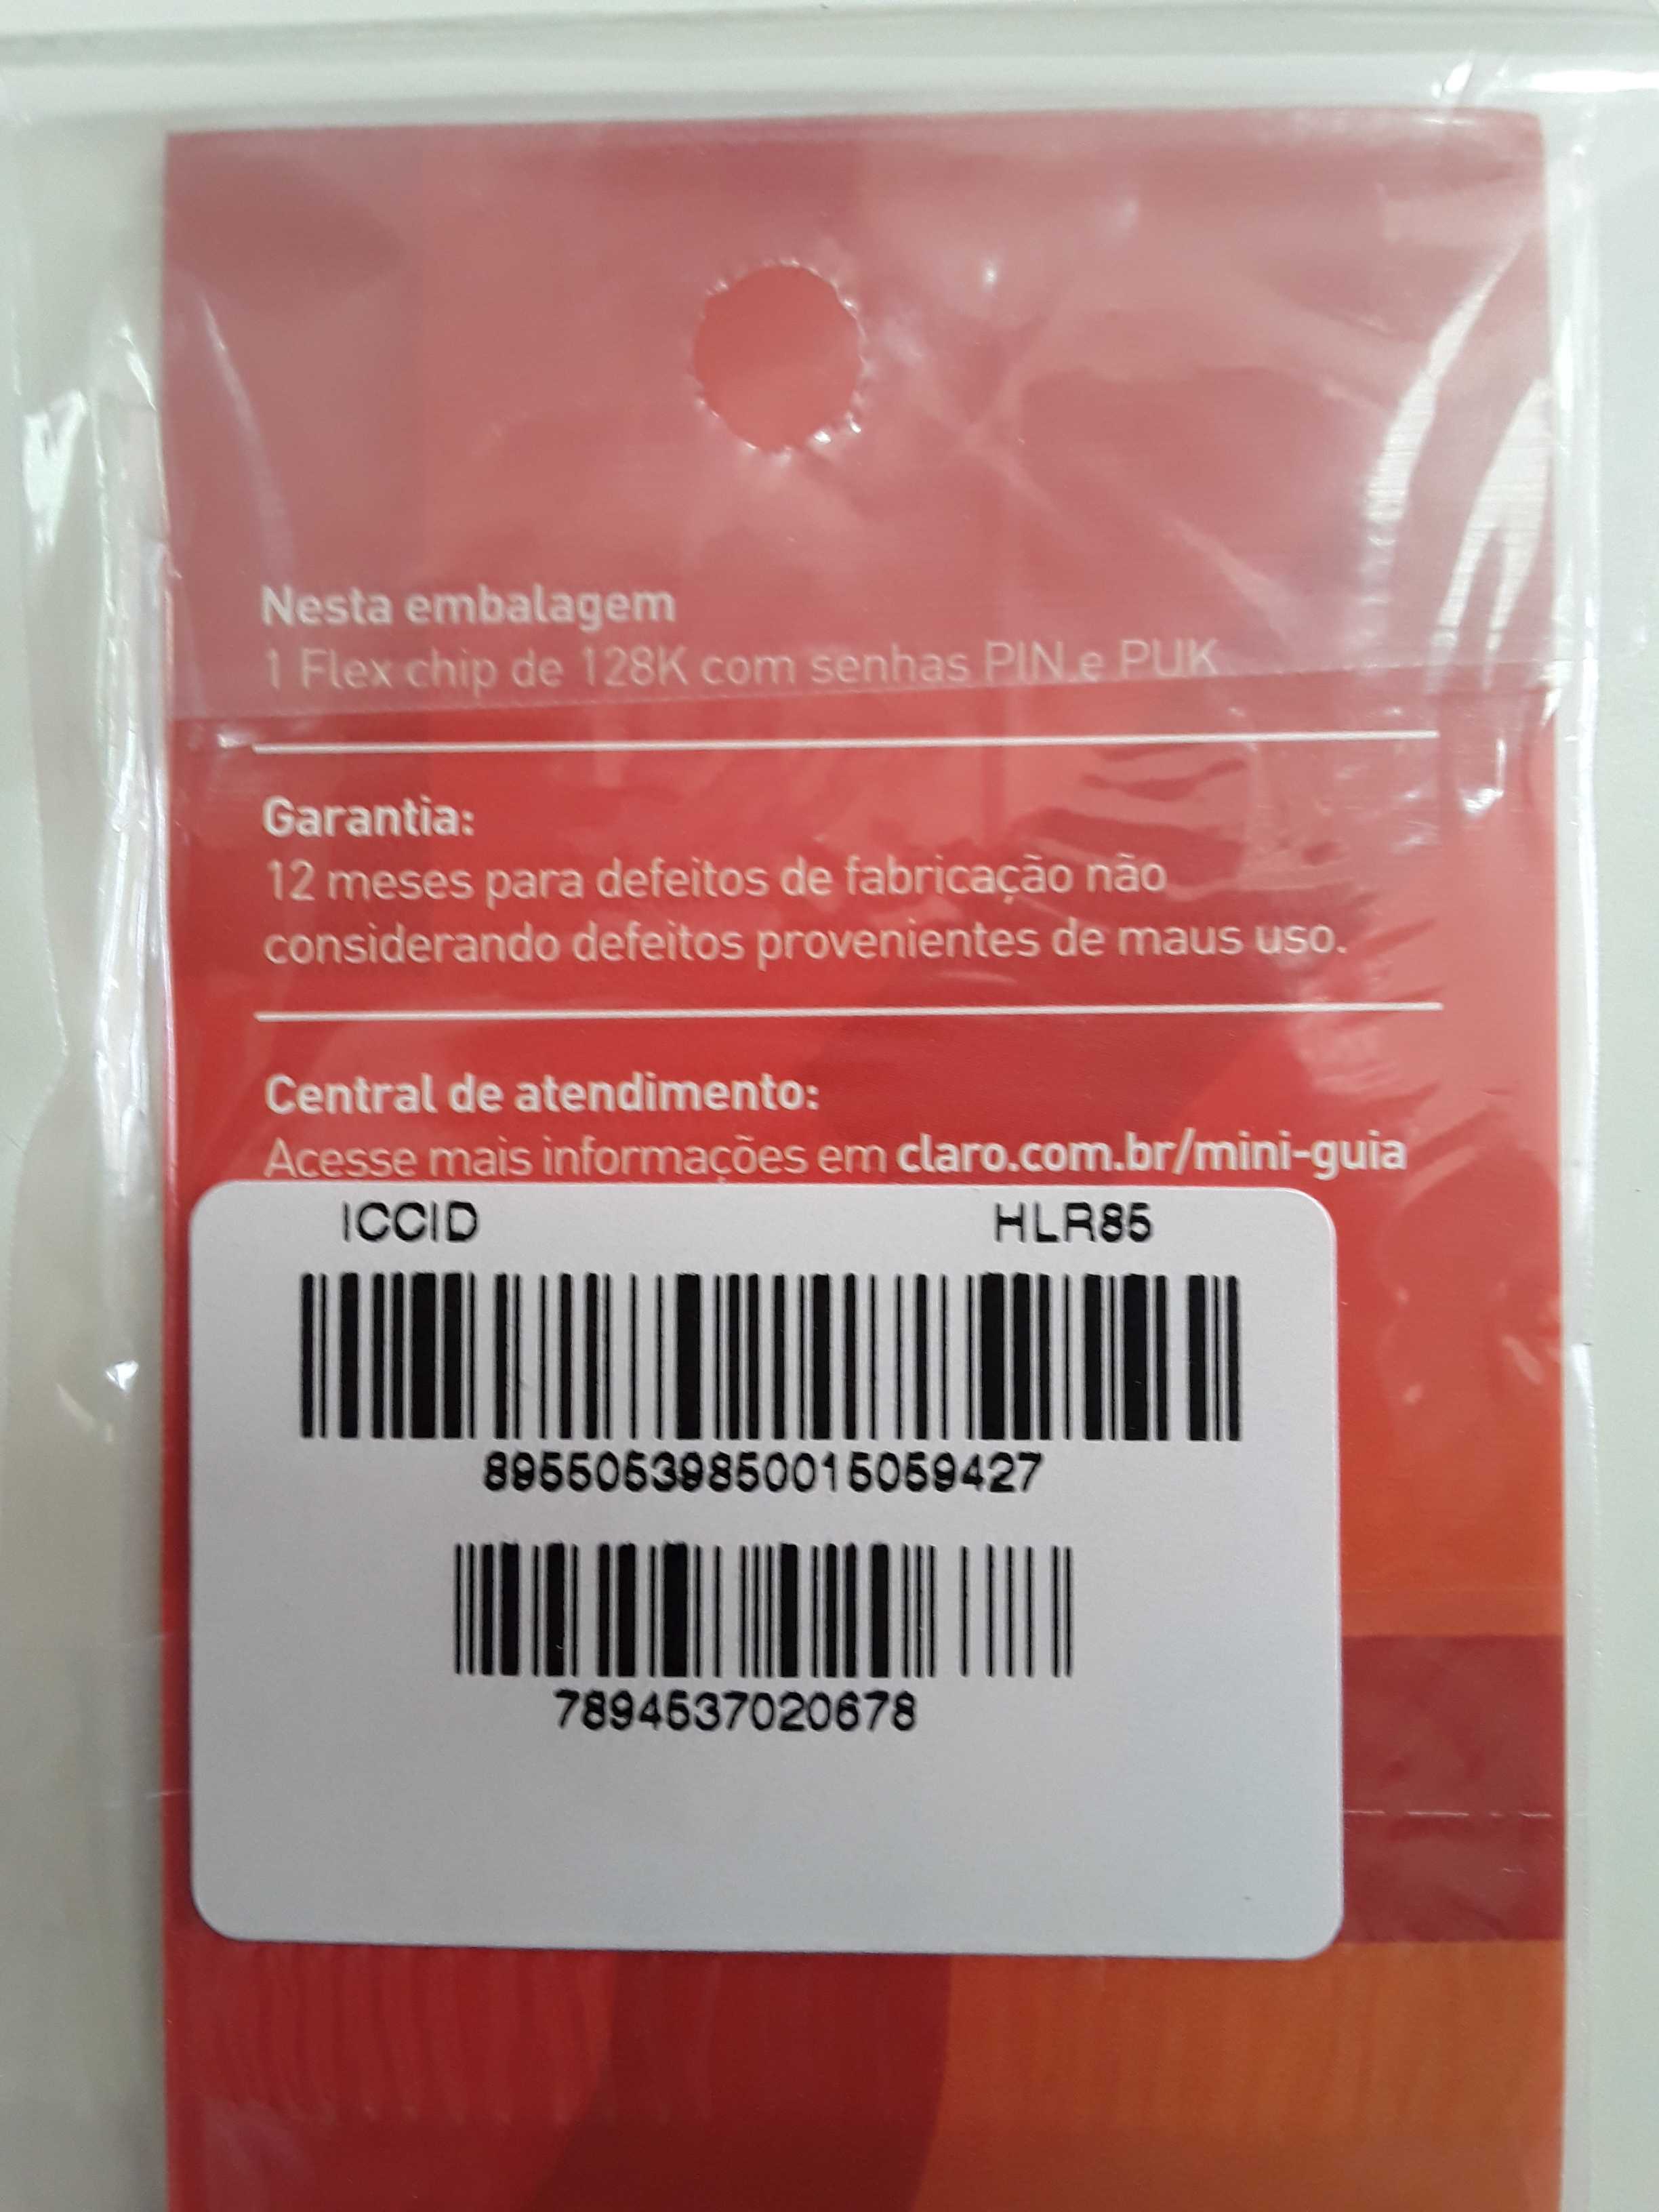 Nesta embalagem
1 Flex chip de 128K com senhas PIN e PUK
Garantia:
12 meses para defeitos de fabricação não
considerando defeitos provenientes de maus uso.
Central de atendimento:
Acesse mais informações em claro.com.br/mini-guia
ICCID HLR85
89550539850015059427
7894537020678